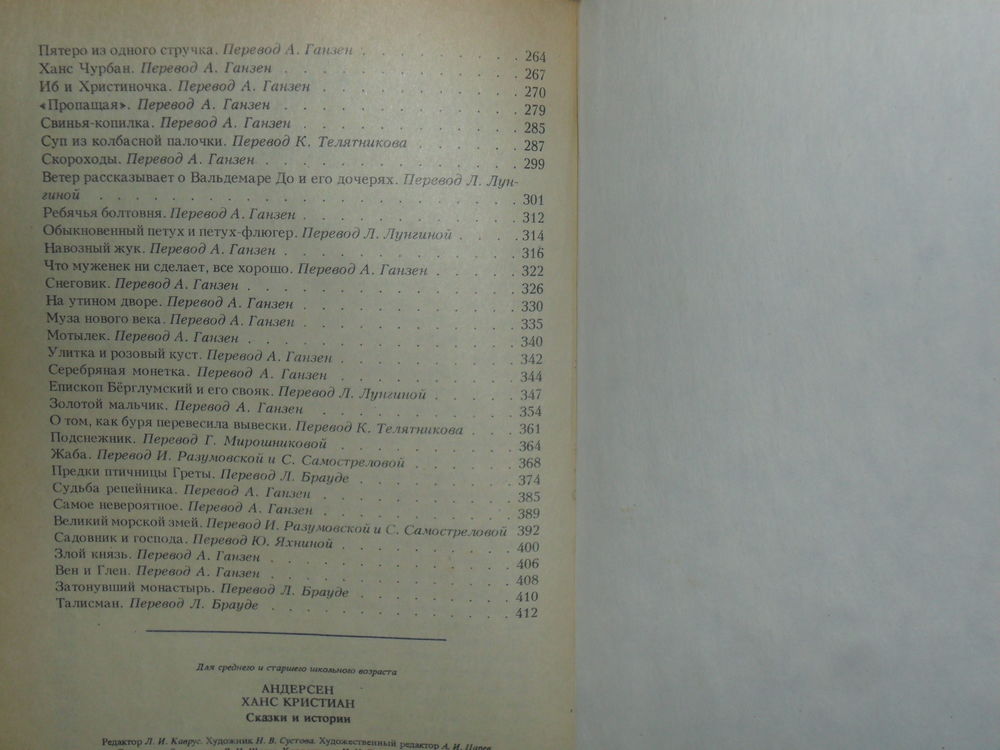 Пятеро из одного стручка. Перевод А. Ганзен . . . . . . . . 264
Ханс Чурбан. Перевод А. Ганзен . . . . . . . . . . . 267
Иб и Христиночка. Перевод А. Ганзен . . . . . . . . . 270
«Пропащая». Перевод А. Ганзен . . . . . . . . . . . 279
Свинья-копилка. Перевод А. Ганзен . . . . . . . . . . 285
Суп из колбасной палочки. Перевод К. Телятникова . . . . . 287
Скороходы. Перевод А. Ганзен . . . . . . . . . . . . 299
Ветер рассказывает о Вальдемаре До и его дочерях. Перевод Л. Лун-
гиной . . . . . . . . . . . . . . . . . . . 301
Ребячья болтовня. Перевод А. Ганзен . . . . . . . . . . 312
Обыкновенный петух и петух-флюгер. Перевод Л. Лунгиной . . . . 314
Навозный жук. Перевод А. Ганзен . . . . . . . . . . . 316
Что муженек ни сделает, все хорошо. Перевод А. Ганзен . . . . . 322
Снеговик. Перевод А. Ганзен . . . . . . . . . . . . 326
На утином дворе. Перевод А. Ганзен . . . . . . . . . . 330
Муза нового века. Перевод А. Ганзен . . . . . . . . . . 335
Мотылек. Перевод А. Ганзен . . . . . . . . . . . . 340
Улитка и розовый куст. Перевод А. Ганзен . . . . . . . . 342
Серебряная монетка. Перевод А. Ганзен . . . . . . . . . 344
Епископ Бёрглумский и его свояк. Перевод Л. Лунгиной . . . . . 347
Золотой мальчик. Перевод А. Ганзен . . . . . . . . . . 354
О том, как буря перевесила вывески. Перевод К. Телятникова . . . 361
Подснежник. Перевод Г. Мирошниковой . . . . . . . . . 364
Жаба. Перевод И. Разумовской и С. Самостреловой . . . . . . 368
Предки птичницы Греты. Перевод Л. Брауде . . . . . . . . 374
Судьба репейника. Перевод А. Ганзен . . . . . . . . . . 385
Самое невероятное. Перевод А. Ганзен . . . . . . . . . . 389
Великий морской змей. Перевод И. Разумовской и С. Самостреловой 392
Садовник и господа. Перевод Ю. Яхниной . . . . . . . . . 400
Злой князь. Перевод А. Ганзен . . . . . . . . . . . . 406
Вен и Глен. Перевод А. Ганзен . . . . . . . . . . . . 408
Затонувший монастырь. Перевод Л. Брауде . . . . . . . . 410
Талисман. Перевод Л. Брауде . . . . . . . . . . . . 412
Для среднего и старшего школьного возраста
АНДЕРСЕН
ХАНС КРИСТИАН
Сказки и истории
Редактор Л. И. Каврус. Художник Н. В. Сустова. Художественный редактор А. И. Царев.